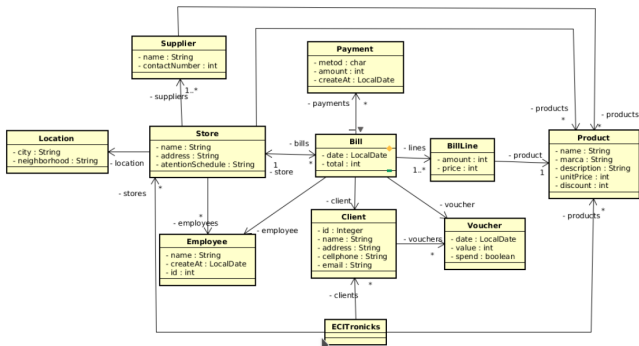 Supplier
- name : String
- contactNumber : int
1..*
- suppliers
Payment
- metod : char
- amount : int
- createAt : LocalDate
- payments
*
- products
*
- products
*
Location
- city : String
- neighborhood : String
- location
Store
- name : String
- address : String
- atentionSchedule : String
- bills
*
1
- store
Bill
- date : LocalDate
- total : int
- lines
1..*
BillLine
- amount : int
- price : int
- product
1
Product
- name : String
- marca : String
- description : String
- unitPrice : int
- discount : int
- stores
*
*
- employees
- employee
- client
- voucher
- products
*
Employee
- name : String
- createAt : LocalDate
- id : int
Client
- id : Integer
- name : String
- address : String
- cellphone : String
- email : String
- vouchers
*
Voucher
- date : LocalDate
- value : int
- spend : boolean
- clients
*
ECITronicks